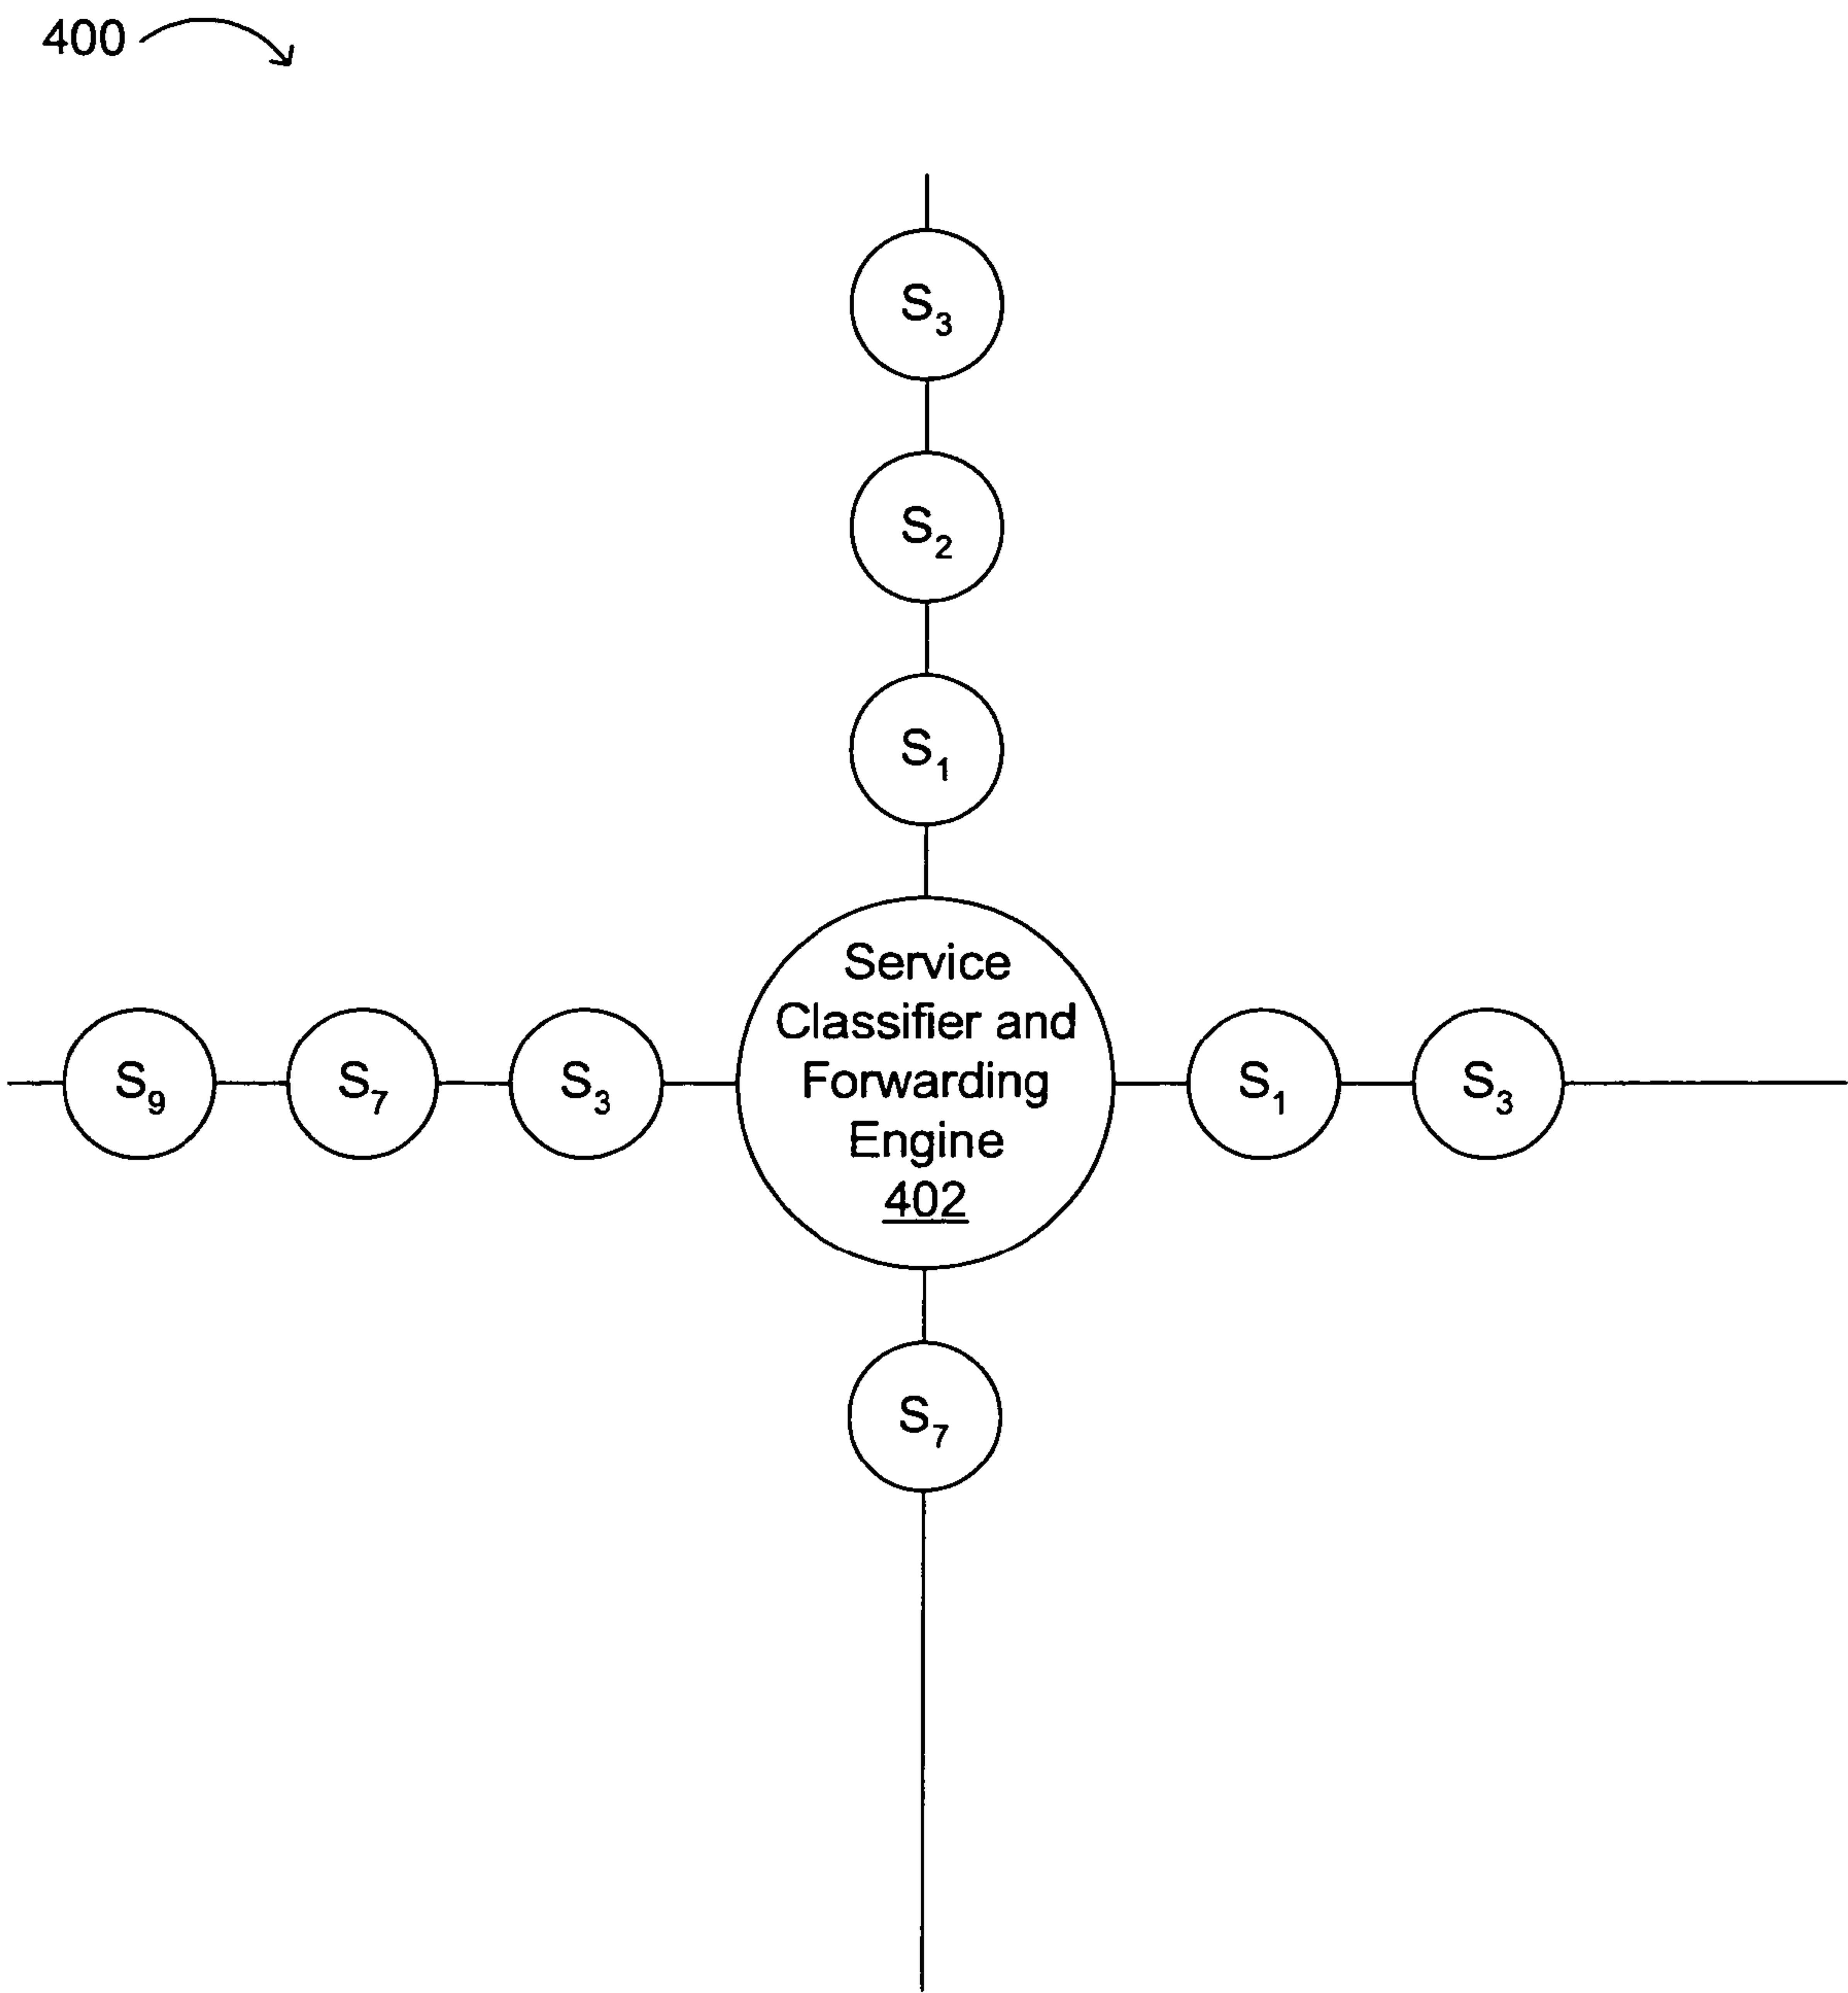 400
S3
S2
S1
Service
Classifier and
Forwarding
Engine
402
S9 S7 S3 S1 S3
S7